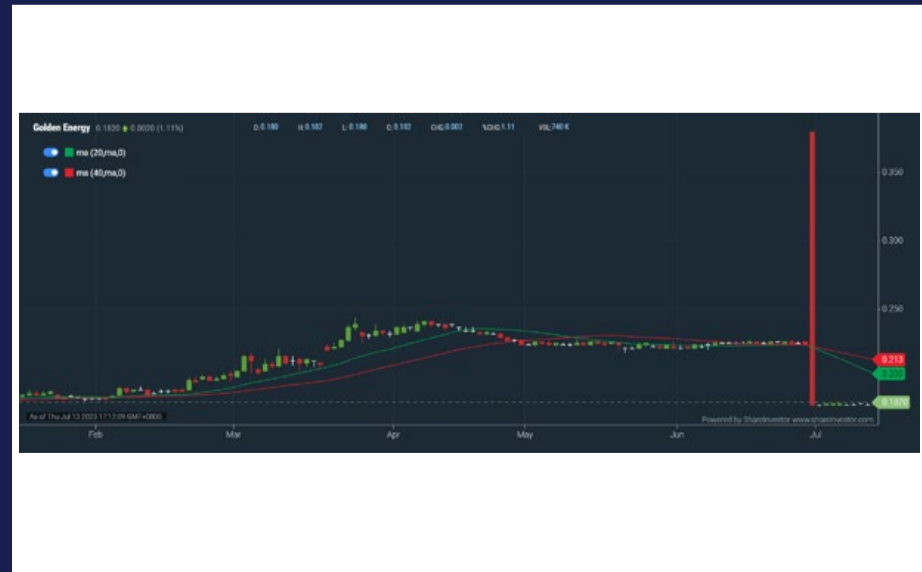 Golden Energy 0.1820 0.0020 (1.11%) O:0.180 H:0.182 L:0.180 C:0.182 CHG:0.002 %CHG:1.11 VOL:740 K
ma (20,ma,0)
ma (40,ma,0)
0.350
0.300
0.250
0.213
0.1820
As of Thu Jul 13 2023 17:12:09 GMT+0800
Powered by ShareInvestor www.shareinvestor.com
Feb Mar Apr May Jun Jul